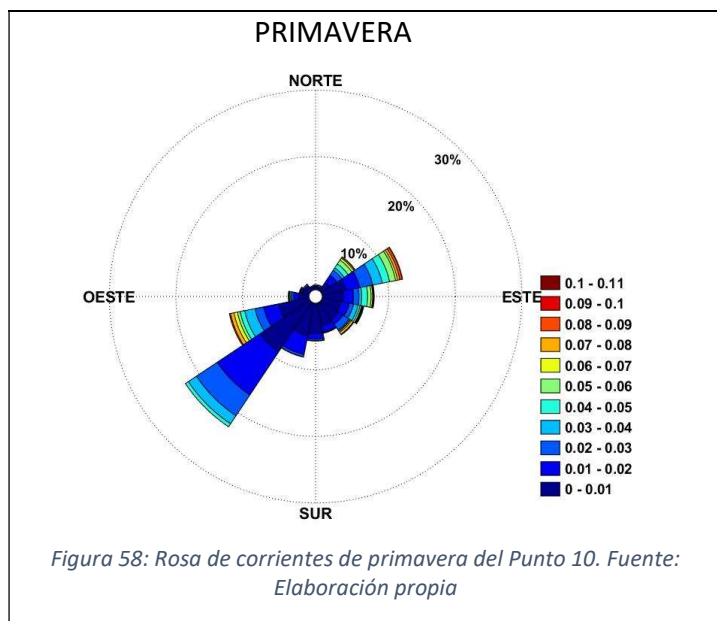 PRIMAVERA
NORTE
30%
20%
10%
OESTE
ESTE
SUR
0.1 - 0.11
0.09 - 0.1
0.08 - 0.09
0.07 - 0.08
0.06 - 0.07
0.05 - 0.06
0.04 - 0.05
0.03 - 0.04
0.02 - 0.03
0.01 - 0.02
0 - 0.01
Figura 58: Rosa de corrientes de primavera del Punto 10. Fuente:
Elaboración propia